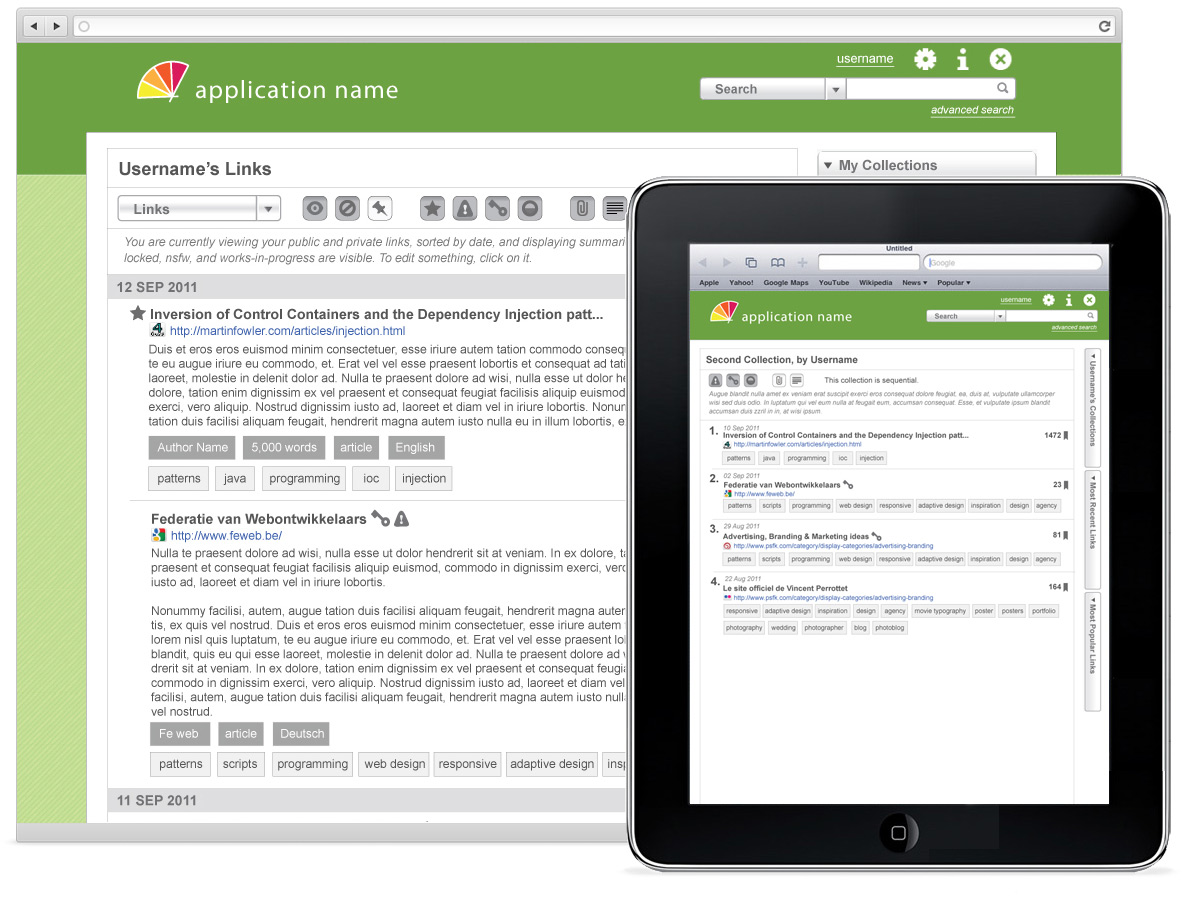 username
application name
Search
advanced search
Username's Links
My Collections
Links
You are currently viewing your public and private links, sorted by date, and displaying summari
locked, nsfw, and works-in-progress are visible. To edit something, click on it.
12 SEP 2011
Inversion of Control Containers and the Dependency Injection patt...
http://martinfowler.com/articles/injection.html
Duis et eros eros euismod minim consectetuer, esse iriure autem tation commodo conseq
te eu augue iriure eu commodo, et. Erat vel vel esse praesent lobortis et consequat ad tati
laoreet, molestie in delenit dolor ad. Nulla te praesent dolore ad wisi, nulla esse ut dolor he
dolore, tation enim dignissim ex vel praesent et consequat feugiat facilisis aliquip euismod
exerci, vero aliquip. Nostrud dignissim iusto ad, laoreet et diam vel in iriure lobortis. Nonum
tation duis facilisi aliquam feugait, hendrerit magna autem iusto nulla eu in illum lobortis, e
Author Name 5,000 words article English
patterns java programming ioc injection
Federatie van Webontwikkelaars
http://www.feweb.be/
Nulla te praesent dolore ad wisi, nulla esse ut dolor hendrerit sit at veniam. In ex dolore, ta
praesent et consequat feugiat facilisis aliquip euismod, commodo in dignissim exerci, verc
iusto ad, laoreet et diam vel in iriure lobortis.
Nonummy facilisi, autem, augue tation duis facilisi aliquam feugait, hendrerit magna auter
tis, ex quis vel nostrud. Duis et eros eros euismod minim consectetuer, esse iriure autem
lorem nisl quis luptatum, te eu augue iriure eu commodo, et. Erat vel vel esse praesent lo
blandit, quis eu qui esse laoreet, molestie in delenit dolor ad. Nulla te praesent dolore ad v
drerit sit at veniam. In ex dolore, tation enim dignissim ex vel praesent et consequat feugi
commodo in dignissim exerci, vero aliquip. Nostrud dignissim iusto ad, laoreet et diam vel
facilisi, autem, augue tation duis facilisi aliquam feugait, hendrerit magna autem iusto null
vel nostrud.
Fe web article Deutsch
patterns scripts programming web design responsive adaptive design insp
11 SEP 2011
Untitled
Google
Apple Yahoo! Google Maps YouTube Wikipedia News Popular
username
application name
Search
advanced search
Second Collection, by Username
This collection is sequential.
Augue blandit nulla amet ex veniam erat suscipit exerci eros consequat dolore feugiat, ea, duis at, vulputate ullamcorper
wisi sed duis odio. In luptatum qui vel eum nulla at feugait eum, accumsan consequat. Esse, et vulputate ipsum blandit
accumsan duis zzril in in, at wisi ipsum.
1. 10 Sep 2011
Inversion of Control Containers and the Dependency Injection patt... 1472
http://martinfowler.com/articles/injection.html
patterns java programming ioc injection
2. 02 Sep 2011
Federatie van Webontwikkelaars 23
http://www.feweb.be/
patterns scripts programming web design responsive adaptive design inspiration design agency
3. 29 Aug 2011
Advertising, Branding & Marketing ideas 81
http://www.psfk.com/category/display-categories/advertising-branding
patterns scripts programming web design responsive adaptive design inspiration design agency
4. 22 Aug 2011
Le site officiel de Vincent Perrottet 164
http://www.psfk.com/category/display-categories/advertising-branding
responsive adaptive design inspiration design agency movie typography poster posters portfolio
photography wedding photographer blog photoblog
Username's Collections
Most Recent Links
Most Popular Links